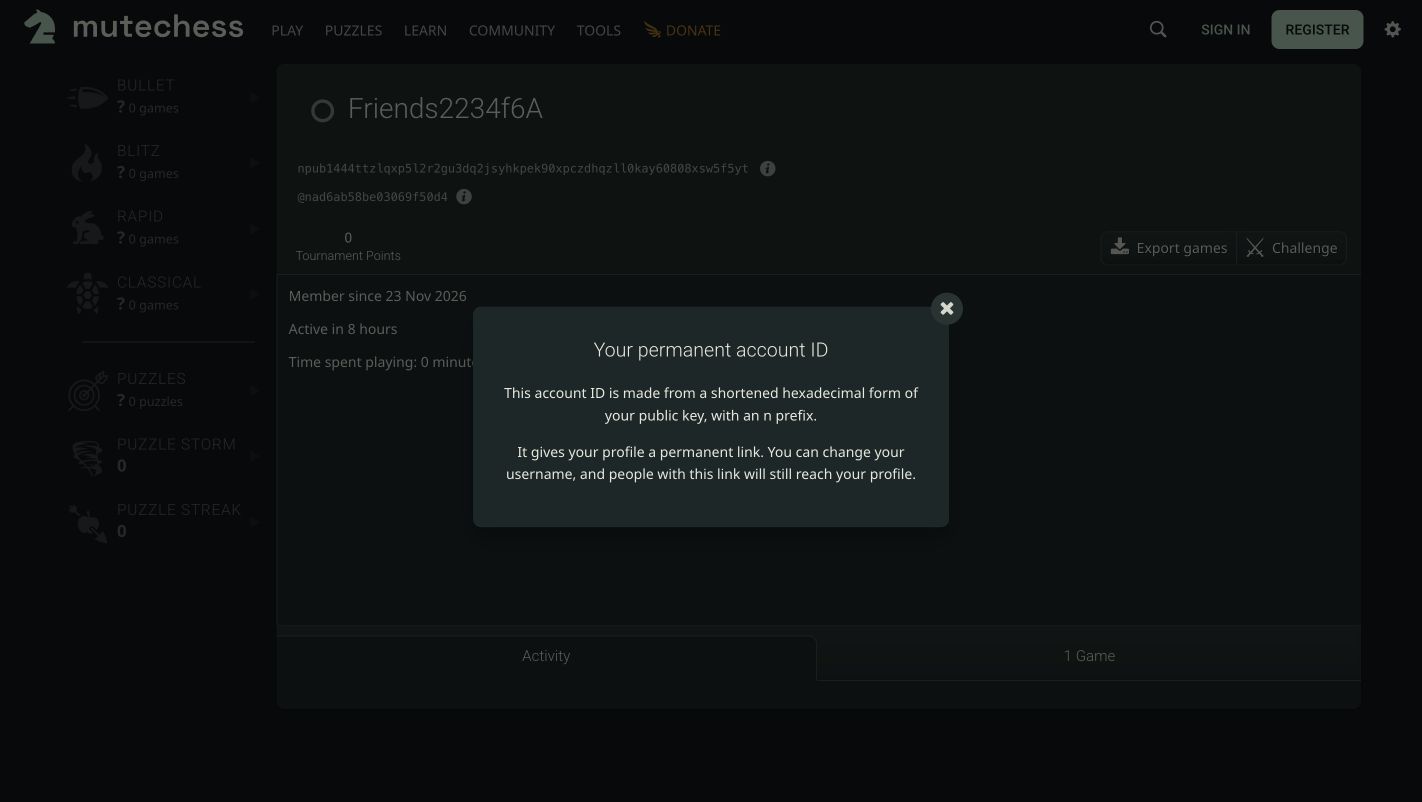 mutechess
PLAY PUZZLES LEARN COMMUNITY TOOLS DONATE
SIGN IN REGISTER
BULLET
? 0 games
BLITZ
? 0 games
RAPID
? 0 games
CLASSICAL
? 0 games
PUZZLES
? 0 puzzles
PUZZLE STORM
0
PUZZLE STREAK
0
Friends2234f6A
npub1444ttzlqxp5l2r2gu3dq2jsyhkpek90xpczdhqzll0kay60808xsw5f5yt
@nad6ab58be03069f50d4
0
Tournament Points
Export games Challenge
Member since 23 Nov 2026
Active in 8 hours
Time spent playing: 0 minut
Your permanent account ID
This account ID is made from a shortened hexadecimal form of
your public key, with an n prefix.
It gives your profile a permanent link. You can change your
username, and people with this link will still reach your profile.
Activity
1 Game